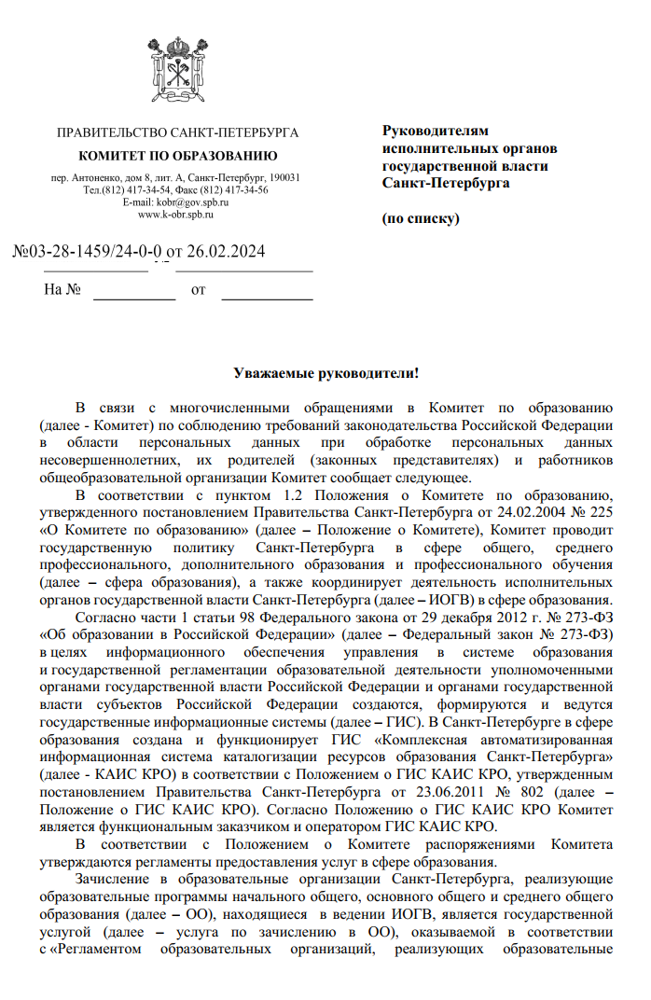 ПРАВИТЕЛЬСТВО САНКТ-ПЕТЕРБУРГА
КОМИТЕТ ПО ОБРАЗОВАНИЮ
пер. Антоненко, дом 8, лит. А, Санкт-Петербург, 190031
Тел.(812) 417-34-54, Факс (812) 417-34-56
E-mail: kobr@gov.spb.ru
www.k-obr.spb.ru
№03-28-1459/24-0-0 от 26.02.2024
На № от
Руководителям
исполнительных органов
государственной власти
Санкт-Петербурга
(по списку)
Уважаемые руководители!
В связи с многочисленными обращениями в Комитет по образованию
(далее - Комитет) по соблюдению требований законодательства Российской Федерации
в области персональных данных при обработке персональных данных
несовершеннолетних, их родителей (законных представителях) и работников
общеобразовательной организации Комитет сообщает следующее.
В соответствии с пунктом 1.2 Положения о Комитете по образованию,
утвержденного постановлением Правительства Санкт-Петербурга от 24.02.2004 № 225
«О Комитете по образованию» (далее – Положение о Комитете), Комитет проводит
государственную политику Санкт-Петербурга в сфере общего, среднего
профессионального, дополнительного образования и профессионального обучения
(далее – сфера образования), а также координирует деятельность исполнительных
органов государственной власти Санкт-Петербурга (далее – ИОГВ) в сфере образования.
Согласно части 1 статьи 98 Федерального закона от 29 декабря 2012 г. № 273-ФЗ
«Об образовании в Российской Федерации» (далее – Федеральный закон № 273-ФЗ)
в целях информационного обеспечения управления в системе образования
и государственной регламентации образовательной деятельности уполномоченными
органами государственной власти Российской Федерации и органами государственной
власти субъектов Российской Федерации создаются, формируются и ведутся
государственные информационные системы (далее – ГИС). В Санкт-Петербурге в сфере
образования создана и функционирует ГИС «Комплексная автоматизированная
информационная система каталогизации ресурсов образования Санкт-Петербурга»
(далее - КАИС КРО) в соответствии с Положением о ГИС КАИС КРО, утвержденным
постановлением Правительства Санкт-Петербурга от 23.06.2011 № 802 (далее –
Положение о ГИС КАИС КРО). Согласно Положению о ГИС КАИС КРО Комитет
является функциональным заказчиком и оператором ГИС КАИС КРО.
В соответствии с Положением о Комитете распоряжениями Комитета
утверждаются регламенты предоставления услуг в сфере образования.
Зачисление в образовательные организации Санкт-Петербурга, реализующие
образовательные программы начального общего, основного общего и среднего общего
образования (далее – ОО), находящиеся в ведении ИОГВ, является государственной
услугой (далее – услуга по зачислению в ОО), оказываемой в соответствии
с «Регламентом образовательных организаций, реализующих образовательные